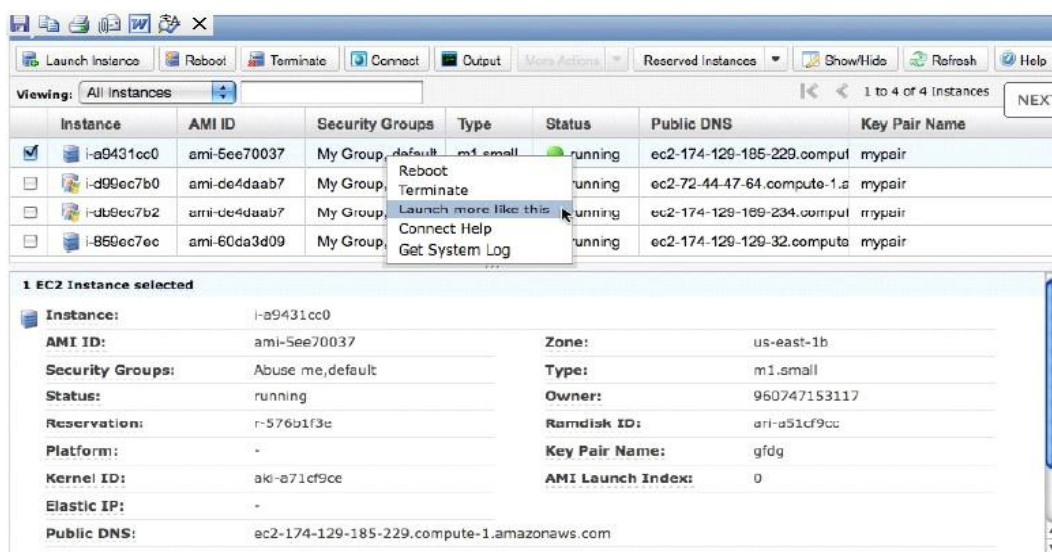 Launch Instance Reboot Terminate Connect Output More Actions Reserved Instances Show/Hide Refresh Help
Viewing: All Instances 1 to 4 of 4 Instances NEXT
Instance AMI ID Security Groups Type Status Public DNS Key Pair Name
i-a9431cc0 ami-5ee70037 My Group, default m1.small running ec2-174-129-185-229.comput mypair
i-d99ec7b0 ami-de4daab7 My Group, running ec2-72-44-47-64.compute-1.a mypair
i-db9ec7b2 ami-de4daab7 My Group, running ec2-174-129-169-234.comput mypair
i-859ec7ec ami-60da3d09 My Group, running ec2-174-129-129-32.compute mypair
Reboot
Terminate
Launch more like this
Connect Help
Get System Log
1 EC2 Instance selected
Instance: i-a9431cc0
AMI ID: ami-5ee70037 Zone: us-east-1b
Security Groups: Abuse me,default Type: m1.small
Status: running Owner: 960747153117
Reservation: r-576b1f3e Ramdisk ID: ari-a51cf9cc
Platform: - Key Pair Name: gfdg
Kernel ID: aki-a71cf9ce AMI Launch Index: 0
Elastic IP: -
Public DNS: ec2-174-129-185-229.compute-1.amazonaws.com